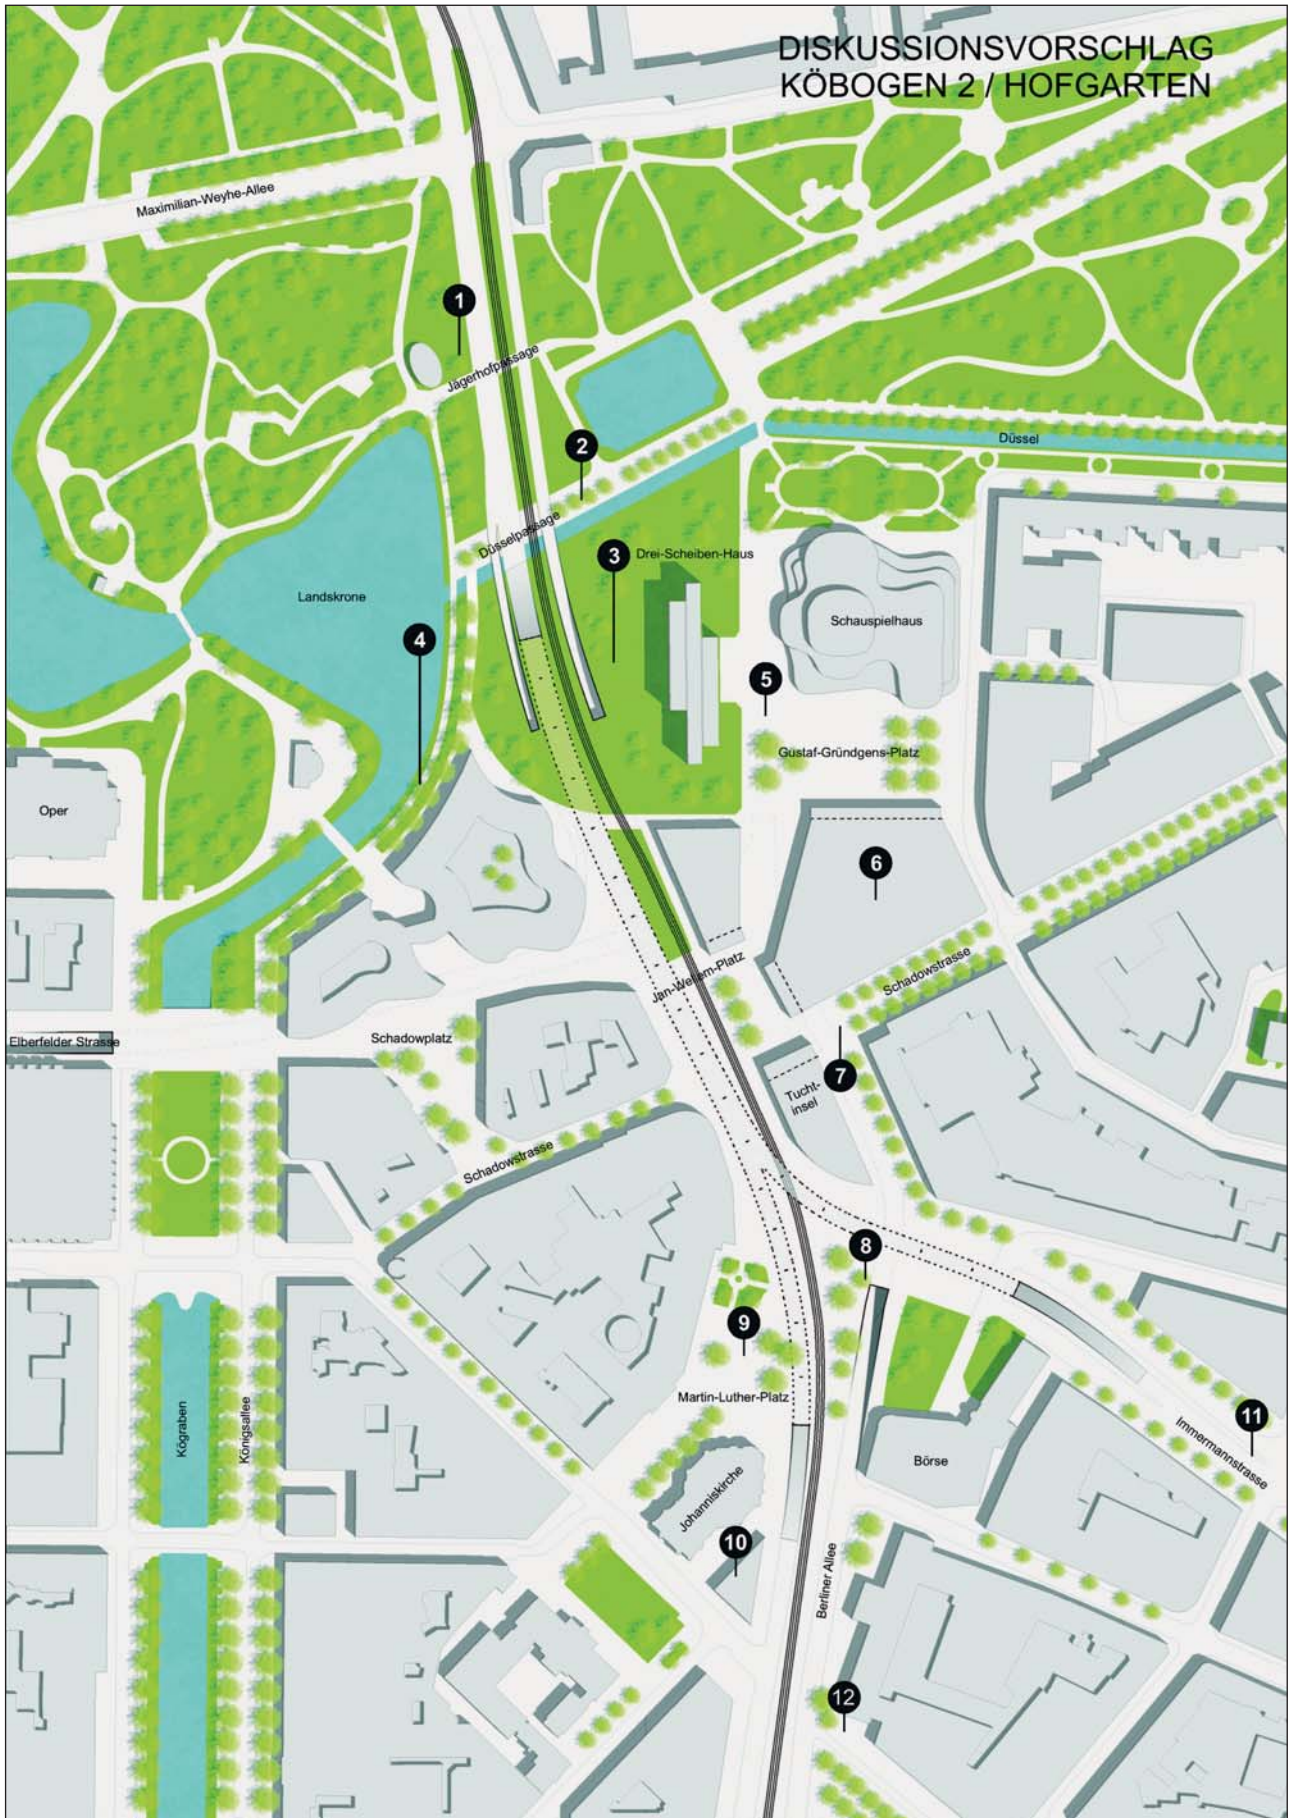 DISKUSSIONSVORSCHLAG
KÖBOGEN 2 / HOFGARTEN
Maximilian-Weyhe-Allee
1
Jägerhofpassage
2
Düssel
Düsselpassage
3
Drei-Scheiben-Haus
Landskrone
4
Schauspielhaus
5
Gustaf-Gründgens-Platz
Oper
6
Jan-Wellem-Platz
Schadowstrasse
Elberfelder Strasse
Schadowplatz
7
Tucht-
insel
Schadowstrasse
8
9
Martin-Luther-Platz
Kögraben
Königsallee
11
Immermannstrasse
Börse
Johanniskirche
10
Berliner Allee
12